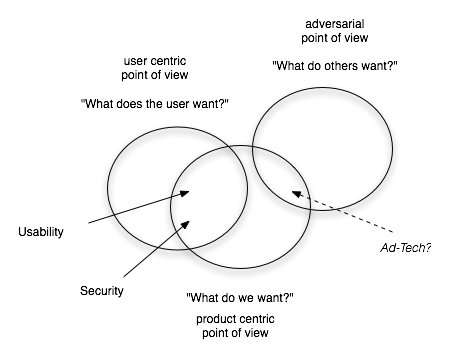 adversarial
point of view
"What do others want?"
user centric
point of view
"What does the user want?"
Usability
Ad-Tech?
Security
"What do we want?"
product centric
point of view